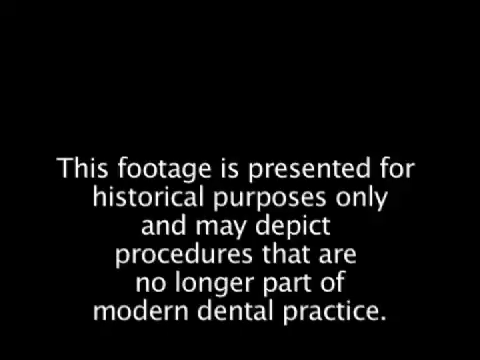 This footage is presented for
historical purposes only
and may depict
procedures that are
no longer part of
modern dental practice.